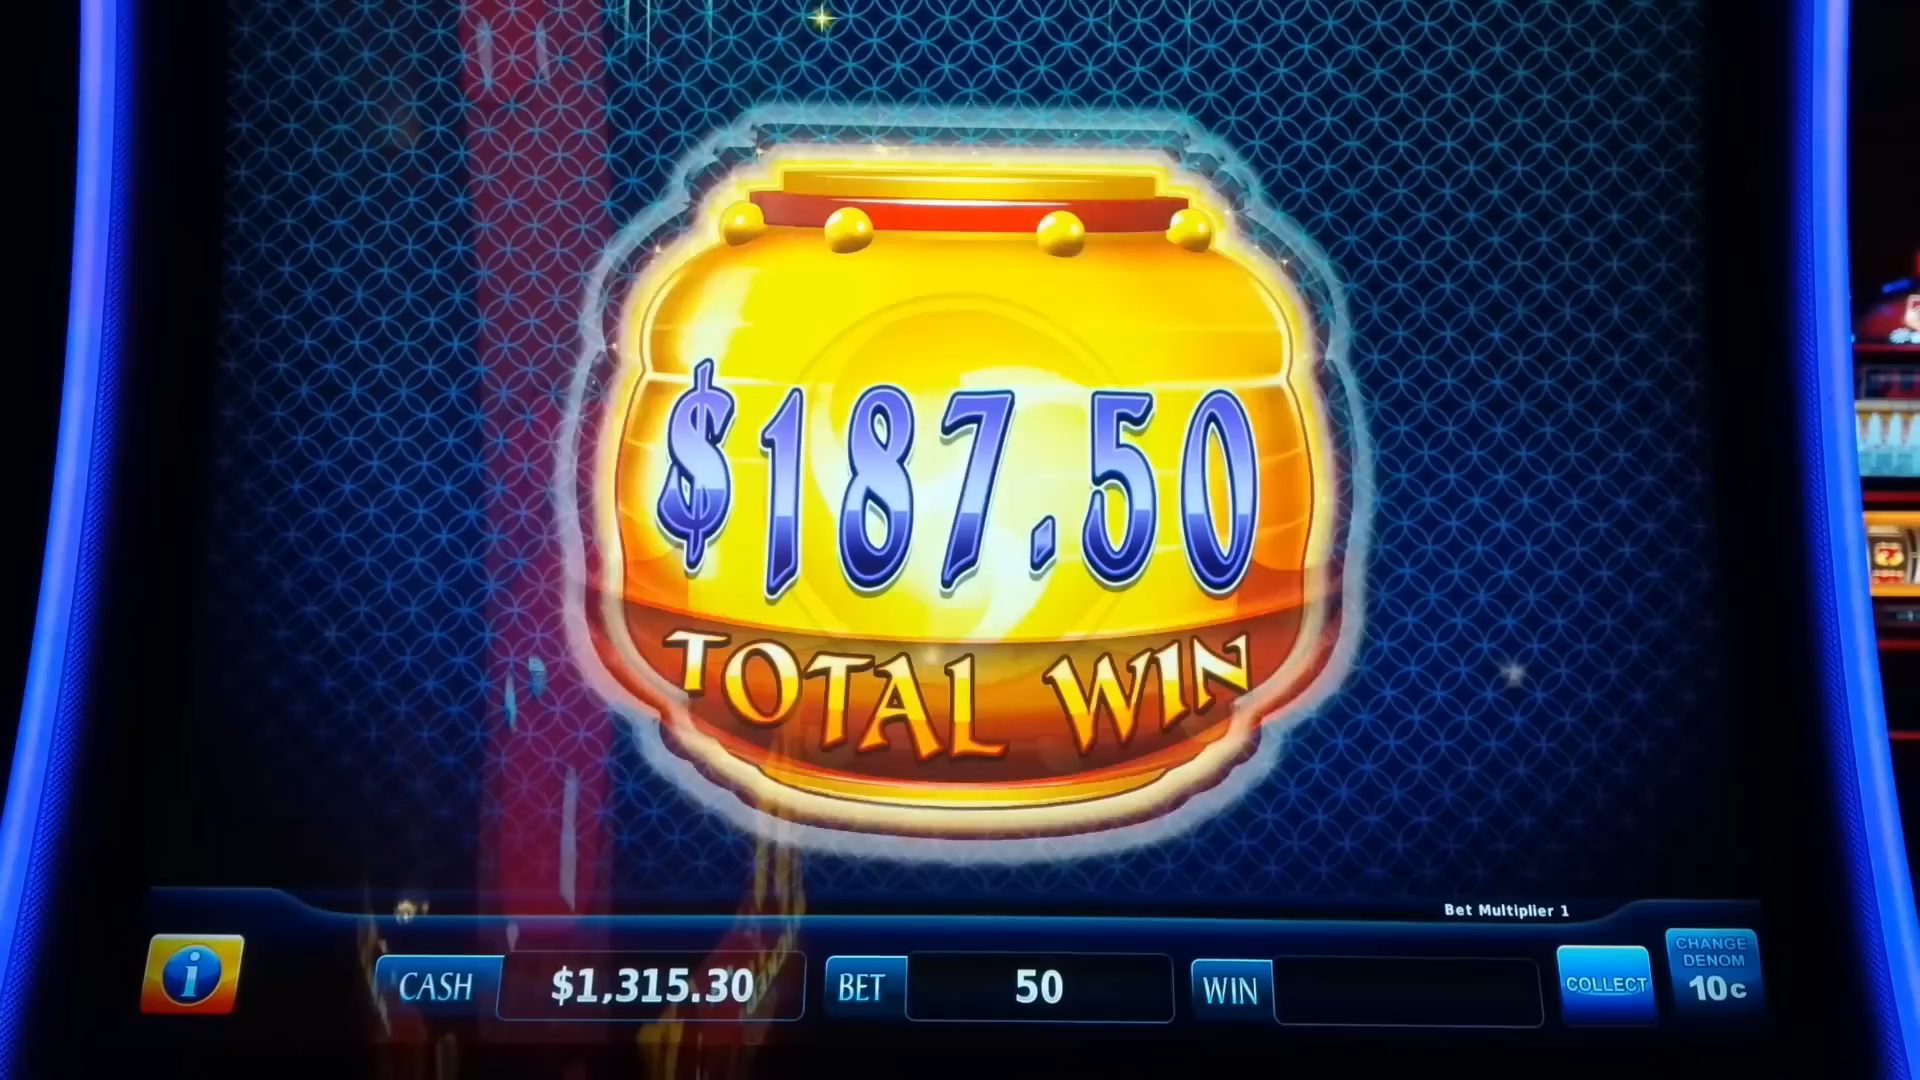 $187.50
TOTAL WIN
Bet Multiplier 1
CASH $1,315.30 BET 50 WIN COLLECT
CHANGE
DENOM
10c